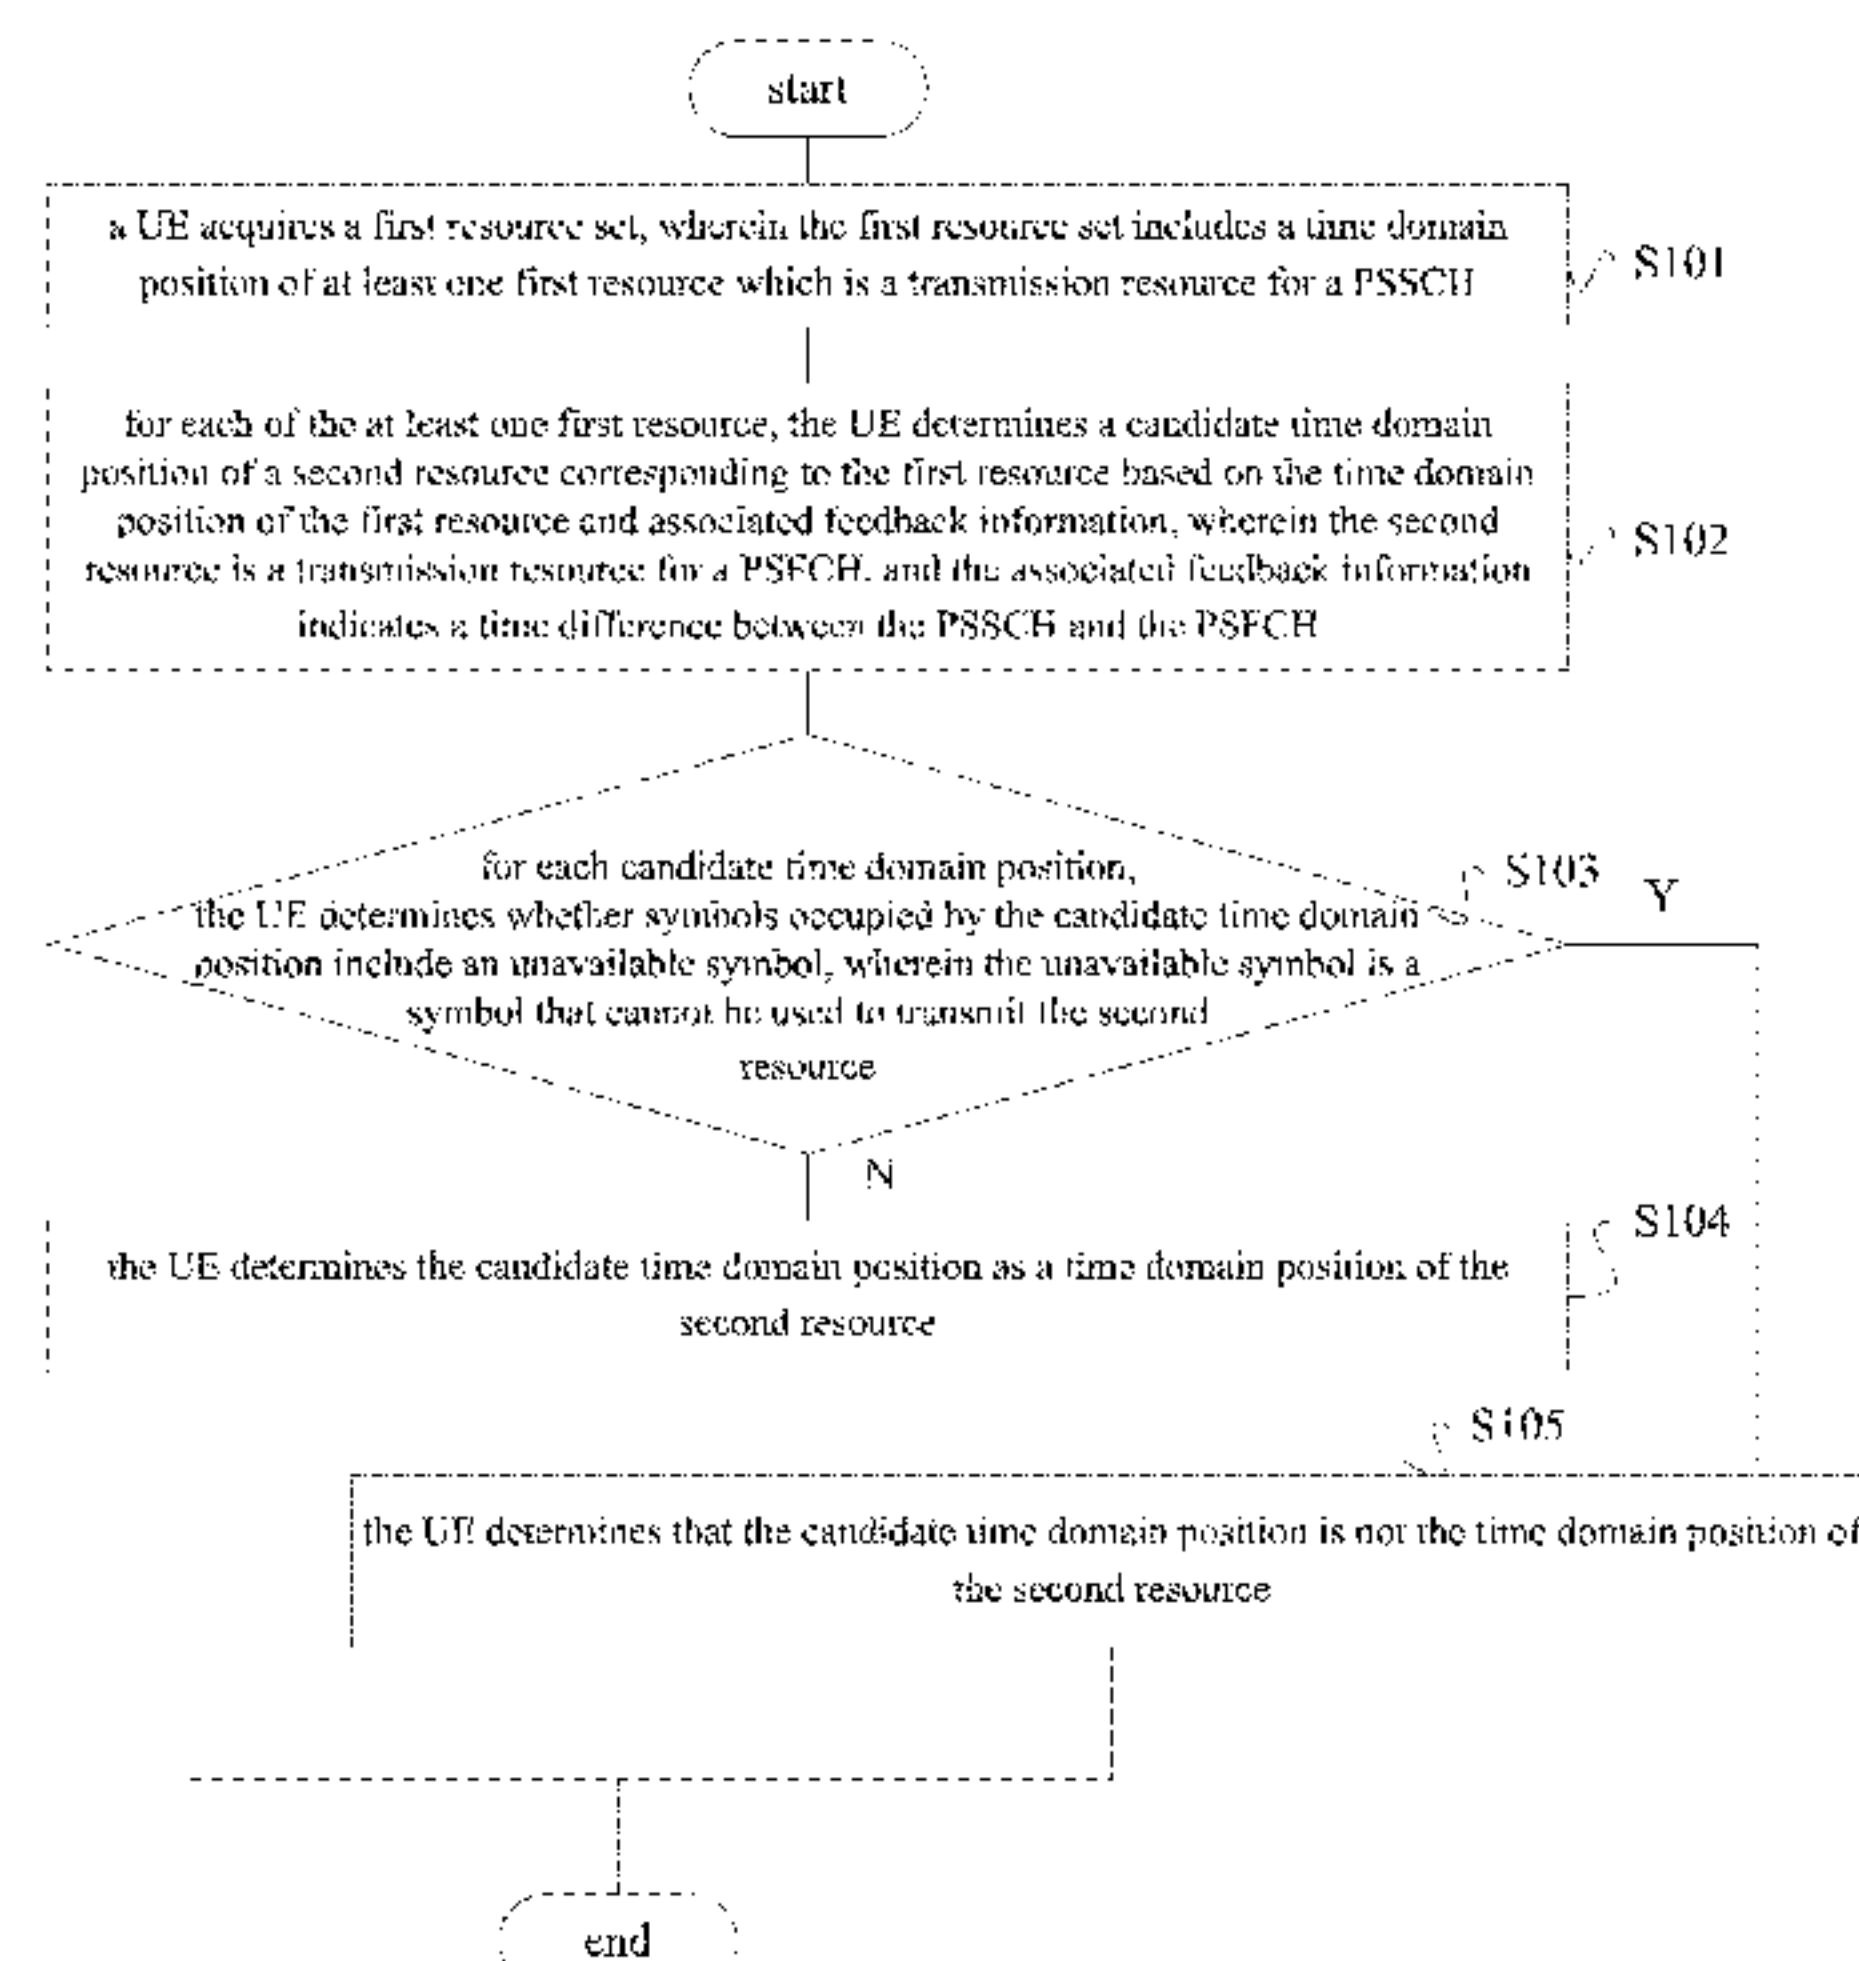 start
a UE acquires a first resource set, wherein the first resource set includes a time domain
position of at least one first resource which is a transmission resource for a PSSCH
S101
for each of the at least one first resource, the UE determines a candidate time domain
position of a second resource corresponding to the first resource based on the time domain
position of the first resource and associated feedback information, wherein the second
resource is a transmission resource for a PSFCH, and the associated feedback information
indicates a time difference between the PSSCH and the PSFCH
S102
for each candidate time domain position,
the UE determines whether symbols occupied by the candidate time domain
position include an unavailable symbol, wherein the unavailable symbol is a
symbol that cannot be used to transmit the second
resource
S103
Y
N
the UE determines the candidate time domain position as a time domain position of the
second resource
S104
S105
the UE determines that the candidate time domain position is not the time domain position of
the second resource
end